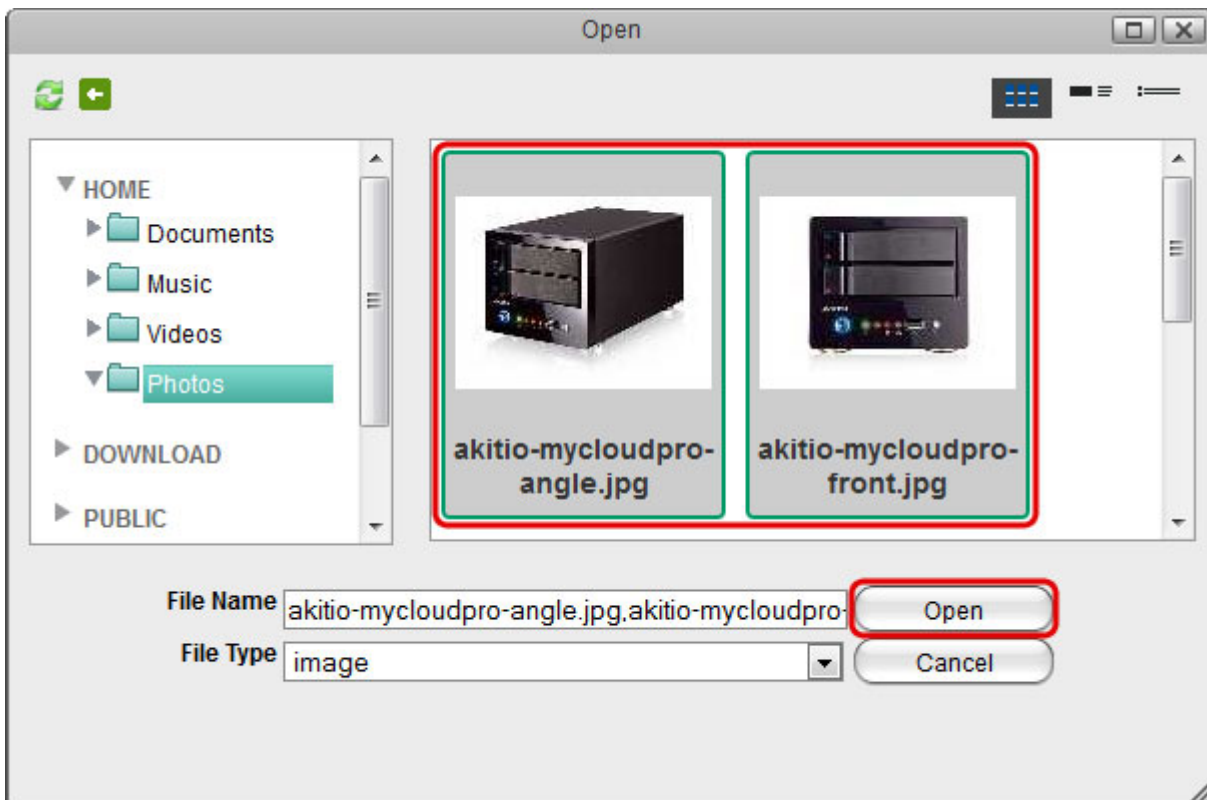 Open
HOME
Documents
Music
Videos
Photos
DOWNLOAD
PUBLIC
akitio-mycloudpro-
angle.jpg
akitio-mycloudpro-
front.jpg
File Name akitio-mycloudpro-angle.jpg,akitio-mycloudpro- Open
File Type image Cancel